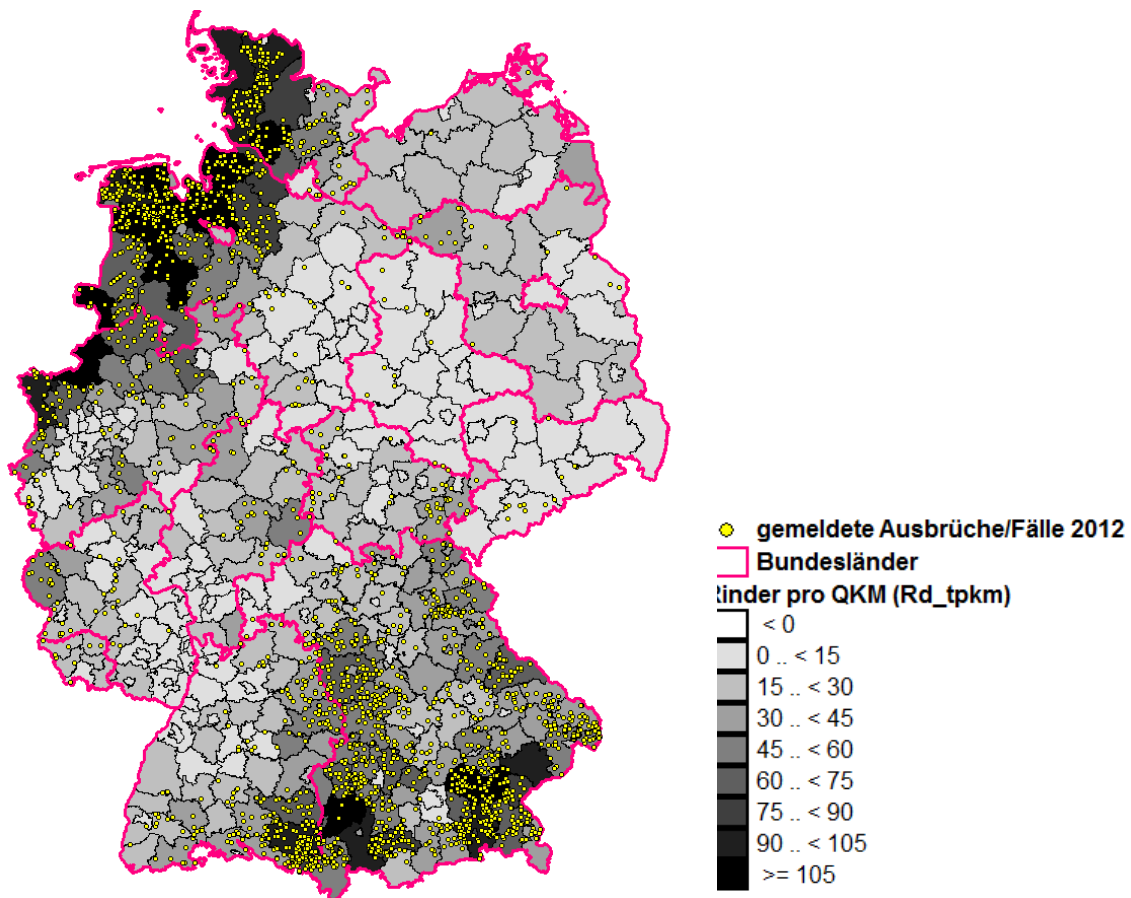 gemeldete Ausbrüche/Fälle 2012
Bundesländer
Rinder pro QKM (Rd_tpkm)
< 0
0 .. < 15
15 .. < 30
30 .. < 45
45 .. < 60
60 .. < 75
75 .. < 90
90 .. < 105
>= 105